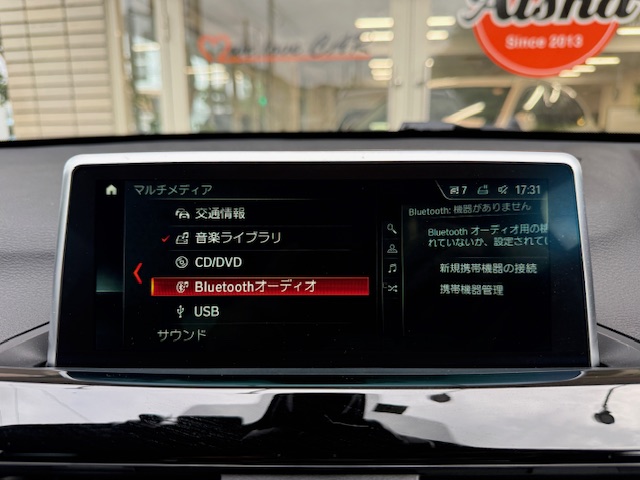 Since 2013
マルチメディア
7
17:31
交通情報
音楽ライブラリ
CD/DVD
Bluetoothオーディオ
USB
サウンド
Bluetooth: 機器がありません
Bluetooth オーディオ用の
れていないか、設定されてい
新規携帯機器の接続
携帯機器管理